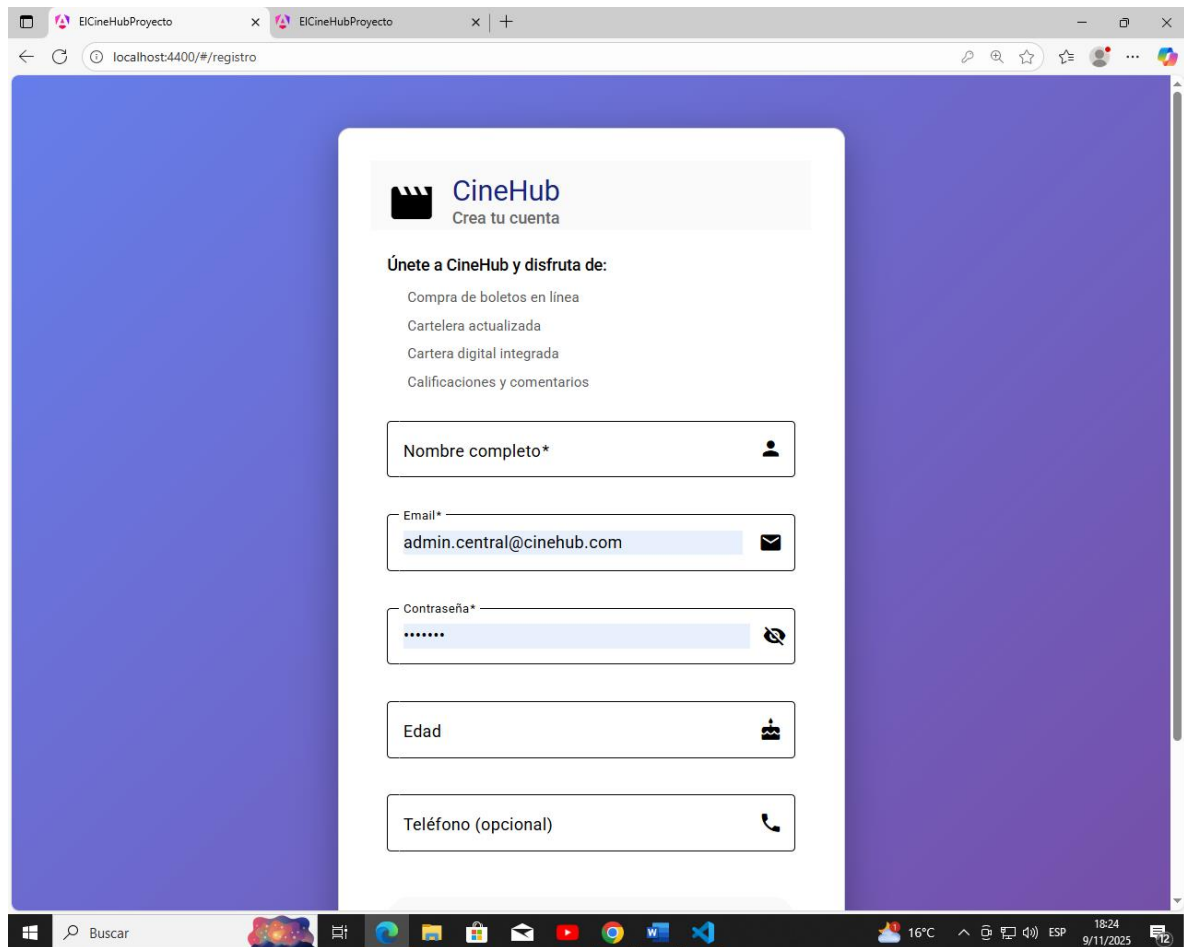 ElCineHubProyecto
ElCineHubProyecto
localhost:4400/#/registro
CineHub
Crea tu cuenta
Únete a CineHub y disfruta de:
Compra de boletos en línea
Cartelera actualizada
Cartera digital integrada
Calificaciones y comentarios
Nombre completo*
Email*
admin.central@cinehub.com
Contraseña*
•••••••
Edad
Teléfono (opcional)
Buscar
16°C
ESP
18:24
9/11/2025
12